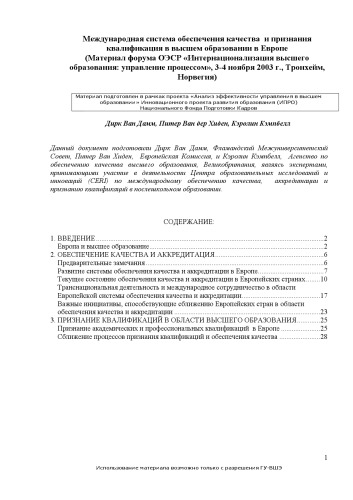 Международная система обеспечения качества и признания
квалификации в высшем образовании в Европе
(Материал форума ОЭСР «Интернационализация высшего
образования: управление процессом», 3-4 ноября 2003 г., Тронхейм,
Норвегия)
Материал подготовлен в рамках проекта «Анализ эффективности управления в высшем
образовании» Инновационного проекта развития образования (ИПРО)
Национального Фонда Подготовки Кадров
Дирк Ван Дамм, Питер Ван дер Хиден, Кэролин Кэмпбелл
Данный документ подготовили Дирк Ван Дамм, Фламандский Межуниверситетский
Совет, Питер Ван Хиден, Европейская Комиссия, и Кэролин Кэмпбелл, Агенство по
обеспечению качества высшего образования, Великобритания, являясь экспертами,
принимающими участие в деятельности Центра образовательных исследований и
инноваций (CERI) по международному обеспечению качества, аккредитации и
признанию квалификаций в послешкольном образовании.
СОДЕРЖАНИЕ:
1. ВВЕДЕНИЕ 2
Европа и высшее образование 2
2. ОБЕСПЕЧЕНИЕ КАЧЕСТВА И АККРЕДИТАЦИЯ 6
Предварительные замечания 6
Развитие системы обеспечения качества и аккредитации в Европе 7
Текущее состояние обеспечения качества и аккредитации в Европейских странах 10
Транснациональная деятельность и международное сотрудничество в области
Европейской системы обеспечения качества и аккредитации 17
Важные инициативы, способствующие сближению Европейских стран в области
обеспечения качества и аккредитации 23
3. ПРИЗНАНИЕ КВАЛИФИКАЦИЙ В ОБЛАСТИ ВЫСШЕГО ОБРАЗОВАНИЯ 25
Признание академических и профессиональных квалификаций в Европе 25
Сближение процессов признания квалификаций и обеспечения качества 28
1
Использование материала возможно только с разрешения ГУ-ВШЭ